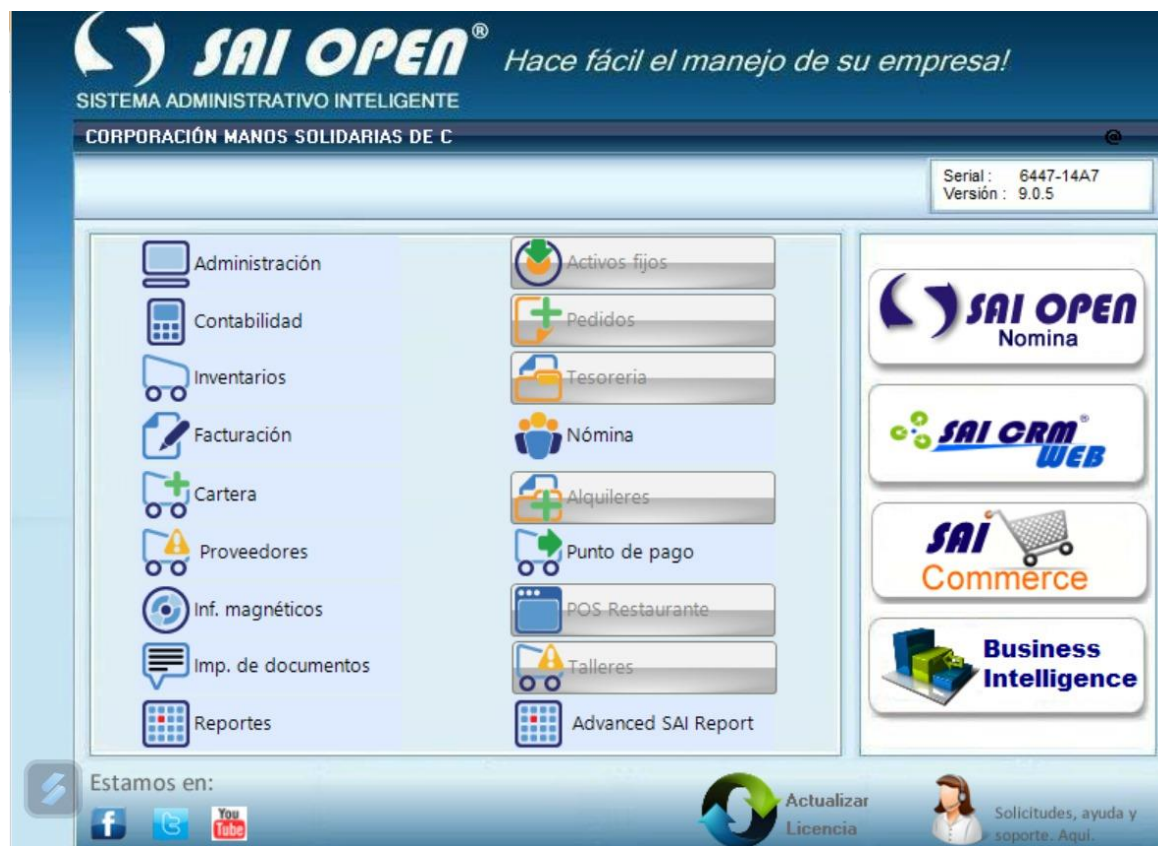 SAI OPEN® Hace fácil el manejo de su empresa!
SISTEMA ADMINISTRATIVO INTELIGENTE
CORPORACIÓN MANOS SOLIDARIAS DE C @
Serial : 6447-14A7
Versión : 9.0.5
Administración
Contabilidad
Inventarios
Facturación
Cartera
Proveedores
Inf. magnéticos
Imp. de documentos
Reportes
Activos fijos
Pedidos
Tesoreria
Nómina
Alquileres
Punto de pago
POS Restaurante
Talleres
Advanced SAI Report
SAI OPEN
Nomina
SAI CRM®
WEB
SAI
Commerce
Business
Intelligence
Estamos en:
f
You
Tube
Actualizar
Licencia
Solicitudes, ayuda y
soporte. Aqui.